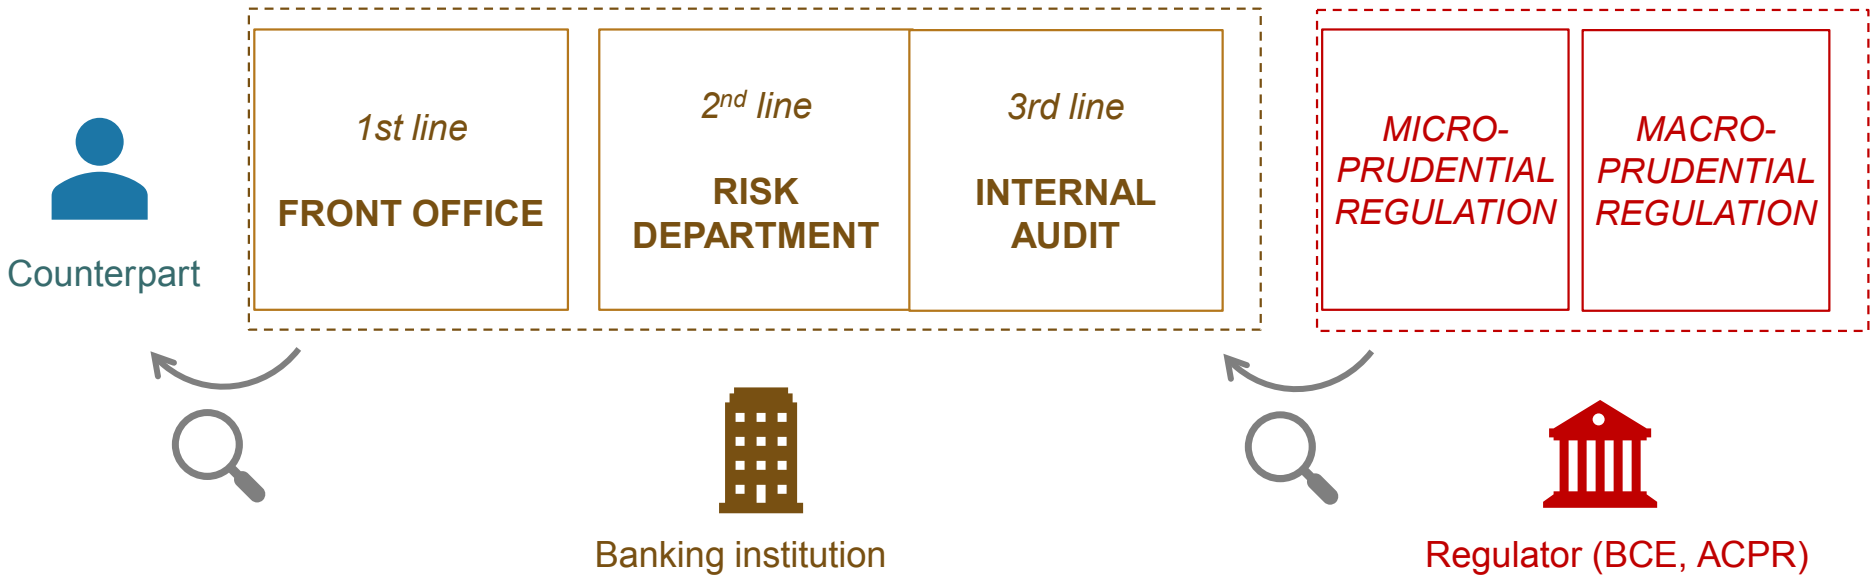 Counterpart
1st line
FRONT OFFICE
2nd line
RISK
DEPARTMENT
3rd line
INTERNAL
AUDIT
Banking institution
MICRO-
PRUDENTIAL
REGULATION
MACRO-
PRUDENTIAL
REGULATION
Regulator (BCE, ACPR)